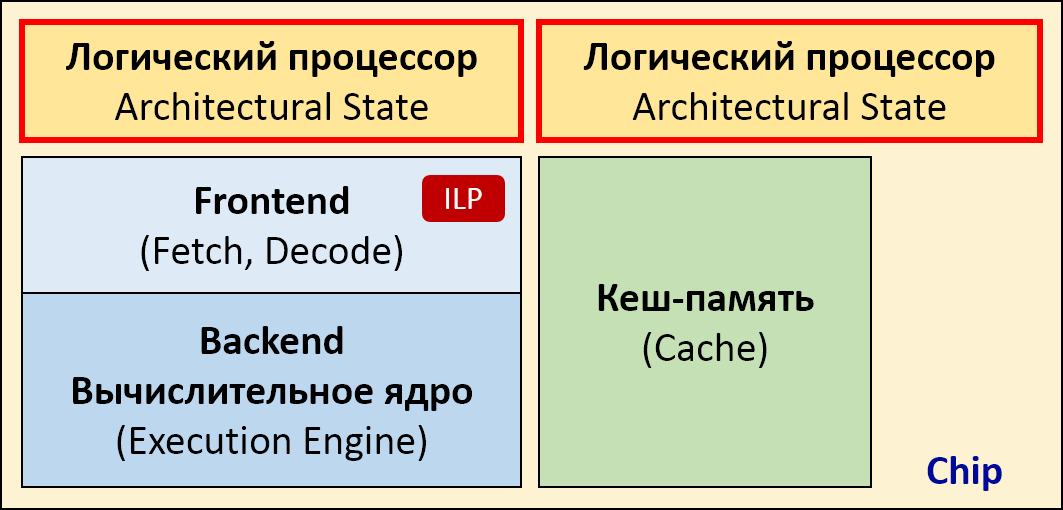 Логический процессор
Architectural State
Логический процессор
Architectural State
Frontend
ILP
(Fetch, Decode)
Backend
Вычислительное ядро
(Execution Engine)
Кеш-память
(Cache)
Chip